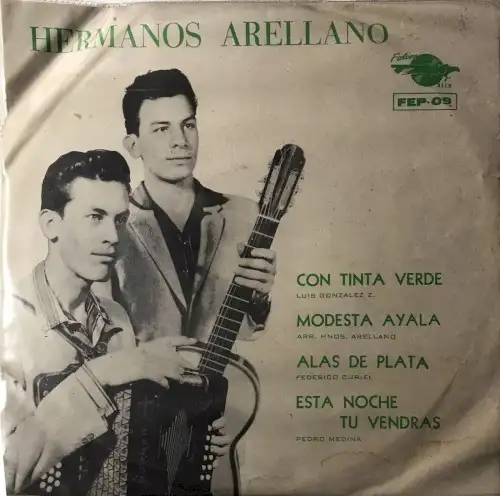 HERMANOS ARELLANO
FEP-09
CON TINTA VERDE
LUIS GONZALEZ Z.
MODESTA AYALA
ARR. HNOS. ARELLANO
ALAS DE PLATA
FEDERICO CURIEL
ESTA NOCHE
TU VENDRAS
PEDRO MEDINA